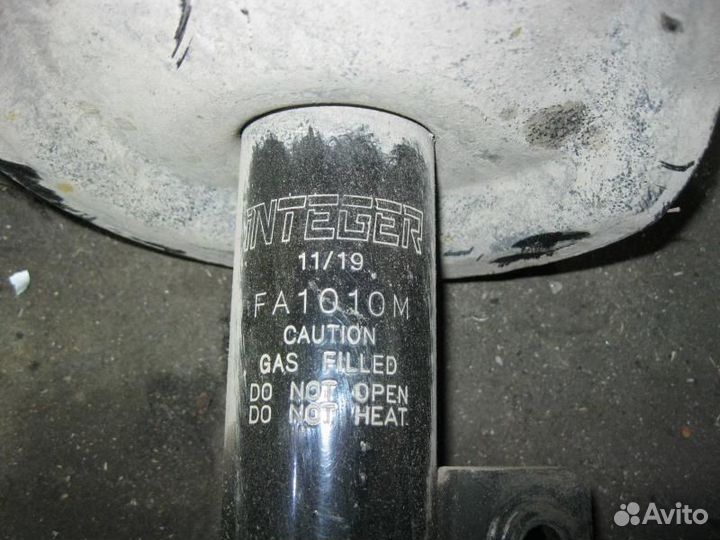 INTEGER
11/19
FA1010M
CAUTION
GAS FILLED
DO NOT OPEN
DO NOT HEAT.
Avito